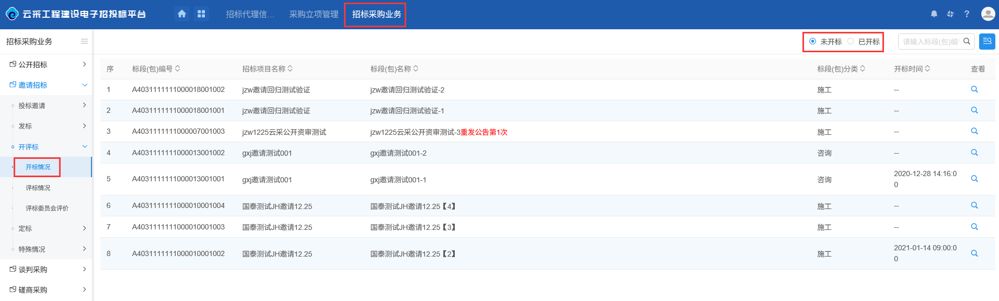 云采工程建设电子招投标平台
招标代理信...
采购立项管理
招标采购业务
?
招标采购业务
未开标
已开标
请输入标段(包)编
公开招标
邀请招标
投标邀请
发标
开评标
开标情况
评标情况
评标委员会评价
定标
特殊情况
谈判采购
磋商采购
序 标段(包)编号 招标项目名称 标段(包)名称 标段(包)分类 开标时间 查看
1 A4031111111000018001002 jzw邀请回归测试验证 jzw邀请回归测试验证-2 施工 --
2 A4031111111000018001001 jzw邀请回归测试验证 jzw邀请回归测试验证-1 施工 --
3 A4031111111000007001003 jzw1225云采公开资审测试 jzw1225云采公开资审测试-3重发公告第1次 施工 --
4 A4031111111000013001002 gxj邀请测试001 gxj邀请测试001-2 咨询 --
5 A4031111111000013001001 gxj邀请测试001 gxj邀请测试001-1 咨询 2020-12-28 14:16:0
0
6 A4031111111000010001004 国泰测试JH邀请12.25 国泰测试JH邀请12.25【4】 施工 --
7 A4031111111000010001003 国泰测试JH邀请12.25 国泰测试JH邀请12.25【3】 施工 --
8 A4031111111000010001002 国泰测试JH邀请12.25 国泰测试JH邀请12.25【2】 施工 2021-01-14 09:00:0
0